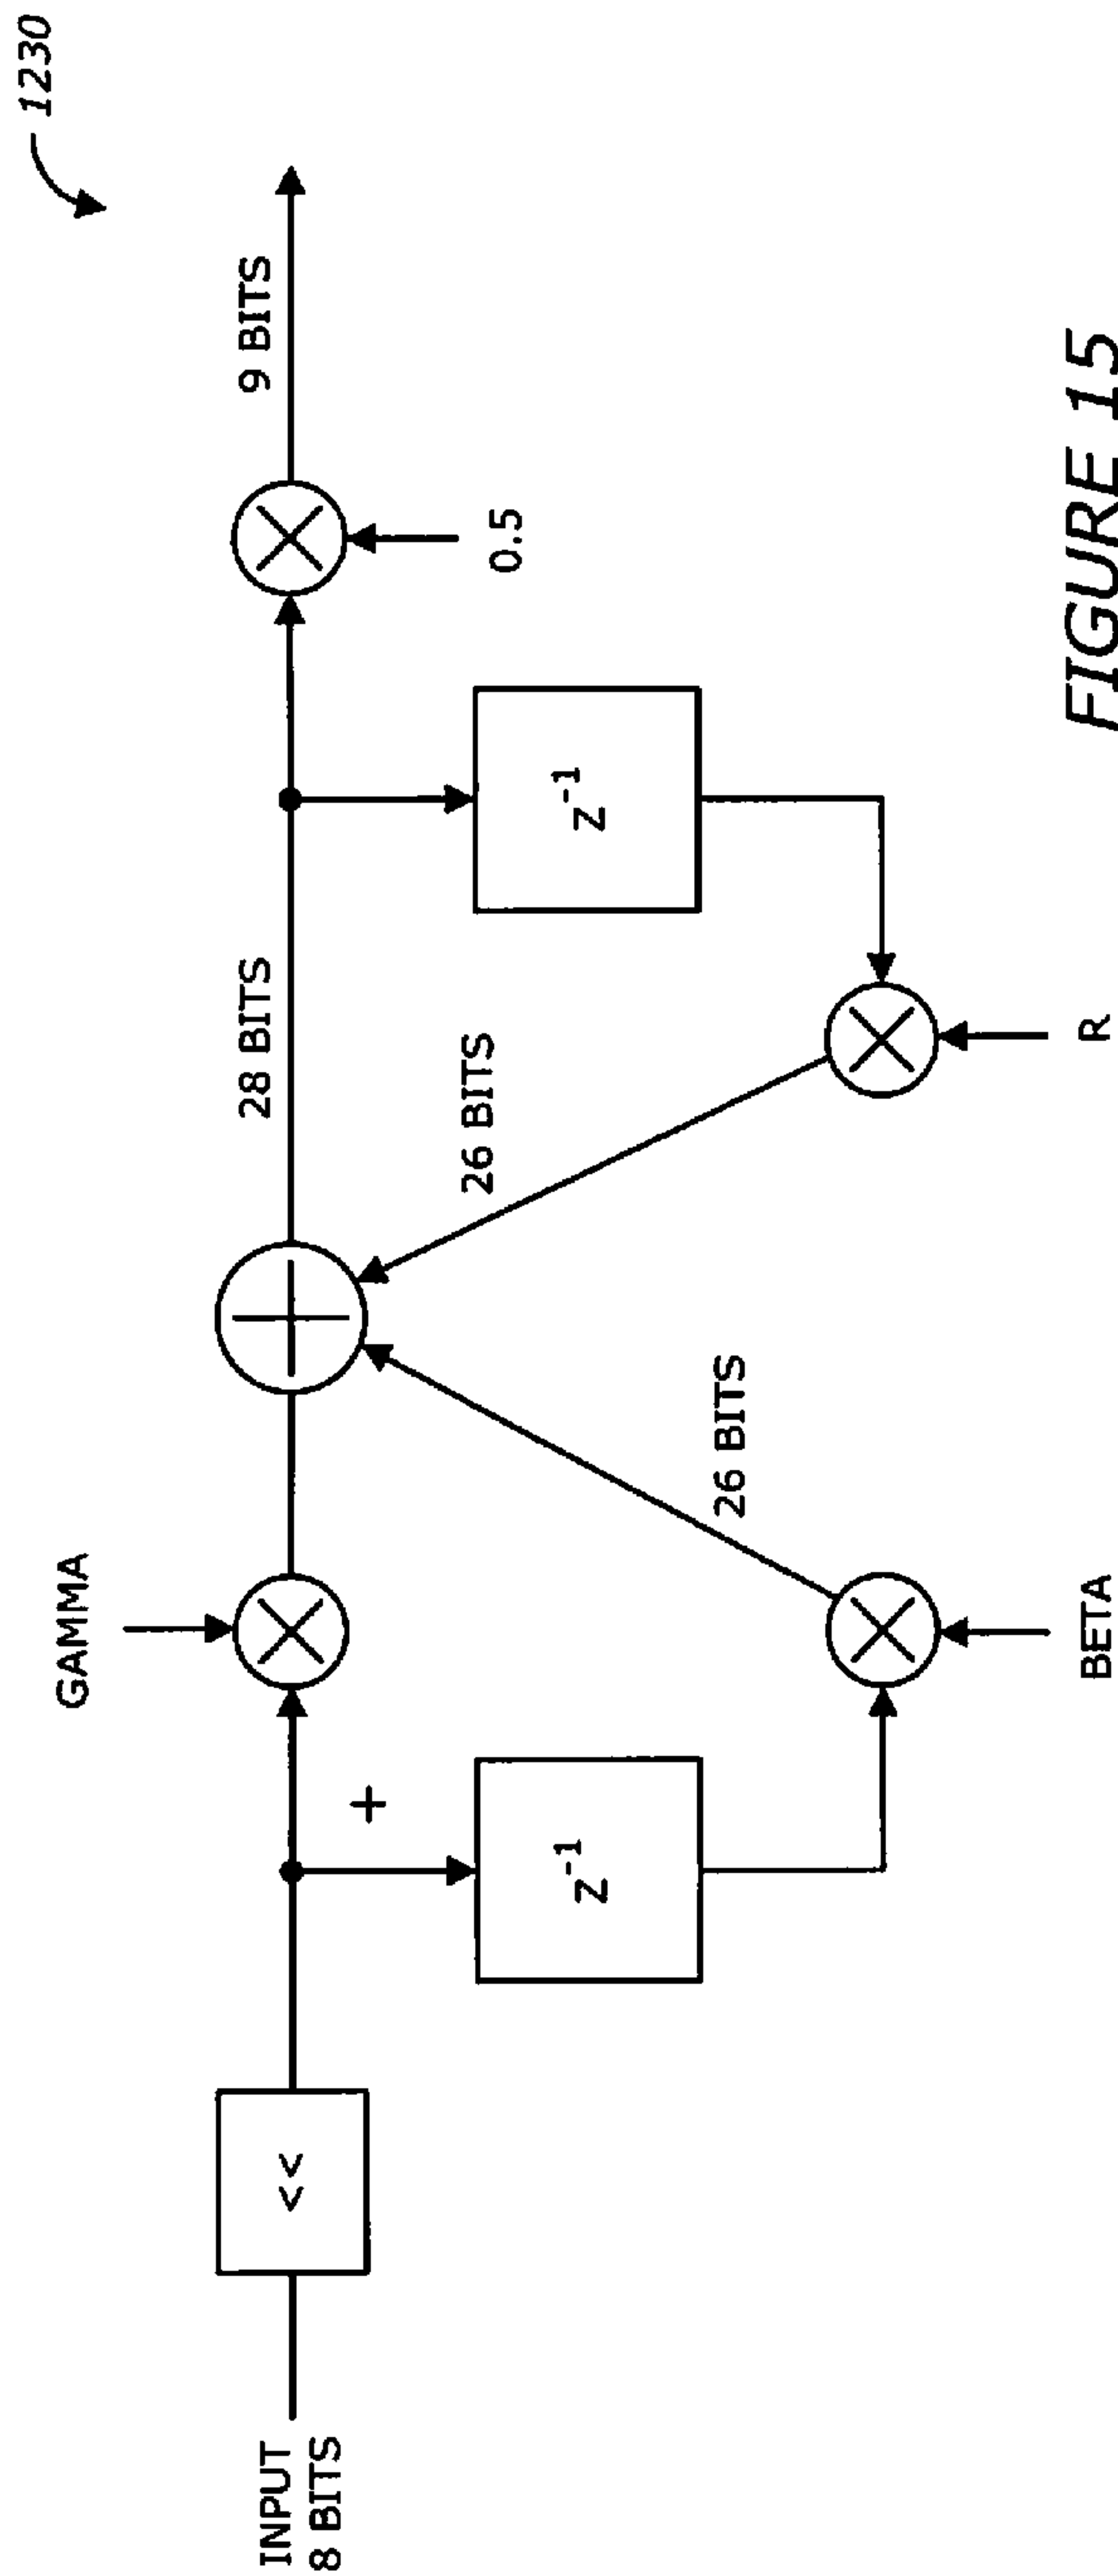 1230
GAMMA
INPUT
8 BITS
<<
+
28 BITS
9 BITS
z⁻¹
26 BITS
26 BITS
z⁻¹
0.5
BETA
R
FIGURE 15